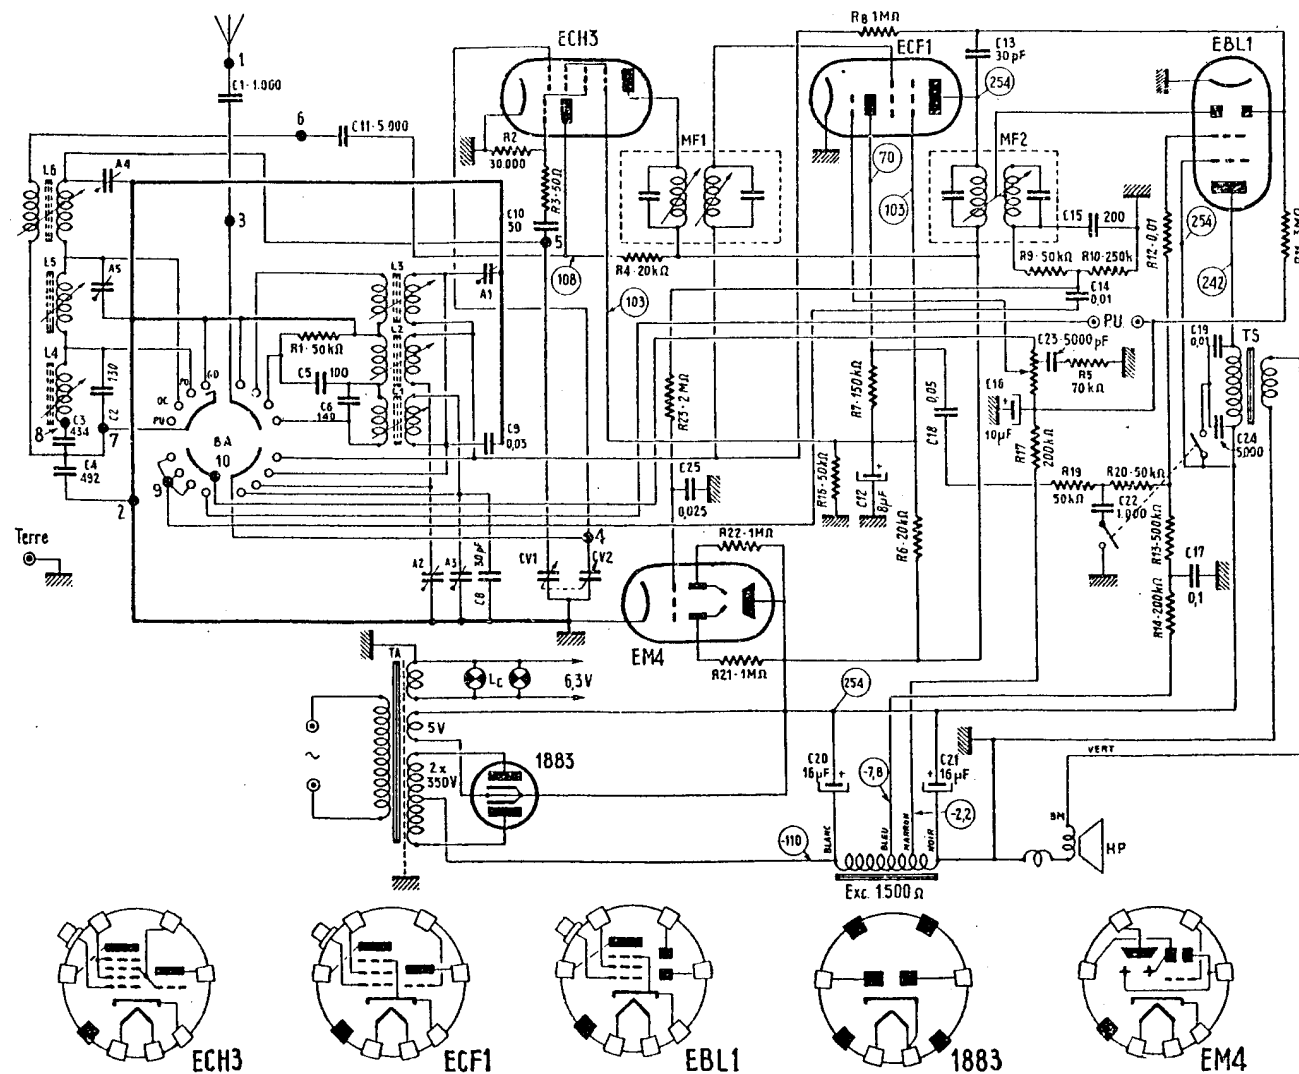 R8 1MΩ
ECH3
ECF1
C13
30pF
EBL1
1
C1·1.000
254
6
C11·5.000
R2
30.000
MF1
70
MF2
A4
L6
R3·50Ω
103
C15
200
R12·0,01
254
3
C10
50
5
L5
A5
R4·20kΩ
R9·50kΩ
R10·250k
242
L3
A1
108
C14
0,01
103
PU
L2
R1·50kΩ
C23·5000pF
C19
0,01
TS
L4
C5
100
R5
70kΩ
130
PO
GO
OC
PU
C6
140
R23·2MΩ
R7·150kΩ
0,05
C16
10µF
C3
434
C2
8
7
8A
C9
0,03
C18
R17
200kΩ
C24
5.000
C4
492
10
9
C25
0,025
R16·50kΩ
C12
8µF
R19
50kΩ
R20·50kΩ
C22
1.000
2
Terre
4
R22·1MΩ
R6·20kΩ
R13·500kΩ
A2
A3
30pF
C8
CV1
CV2
C17
0,1
R14·200kΩ
EM4
TA
Lc
6,3V
R21·1MΩ
254
5V
1883
2x
350V
C20
16µF
-7,8
C21
16µF
VERT
-2,2
BLANC
BLEU
MARRON
NOIR
BM
HP
-110
Exc. 1.500Ω
ECH3
ECF1
EBL1
1883
EM4